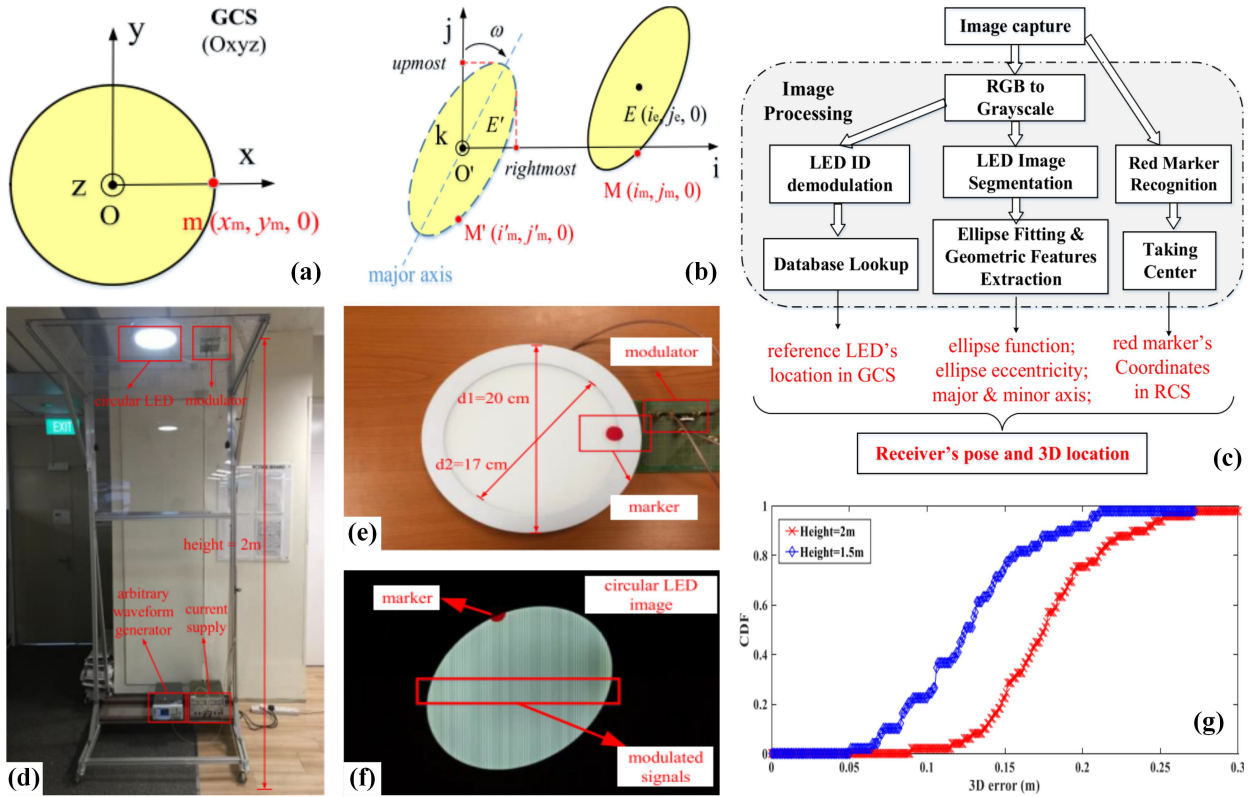 y
GCS
(Oxyz)
x
z
O
m (xm, ym, 0)
(a)
j
ω
upmost
E'
E (ie, je, 0)
k
O'
rightmost
i
M (im, jm, 0)
M' (i'm, j'm, 0)
major axis
(b)
Image capture
Image
Processing
RGB to
Grayscale
LED ID
demodulation
LED Image
Segmentation
Red Marker
Recognition
Database Lookup
Ellipse Fitting &
Geometric Features
Extraction
Taking
Center
reference LED's
location in GCS
ellipse function;
ellipse eccentricity;
major & minor axis;
red marker's
Coordinates
in RCS
Receiver's pose and 3D location
(c)
circular LED
modulator
EXIT
height = 2m
arbitrary
waveform
generator
current
supply
(d)
modulator
d1=20 cm
d2=17 cm
marker
(e)
marker
circular LED
image
modulated
signals
(f)
Height=2m
Height=1.5m
CDF
1
0.8
0.6
0.4
0.2
0
0
0.05
0.1
0.15
0.2
0.25
0.3
3D error (m)
(g)